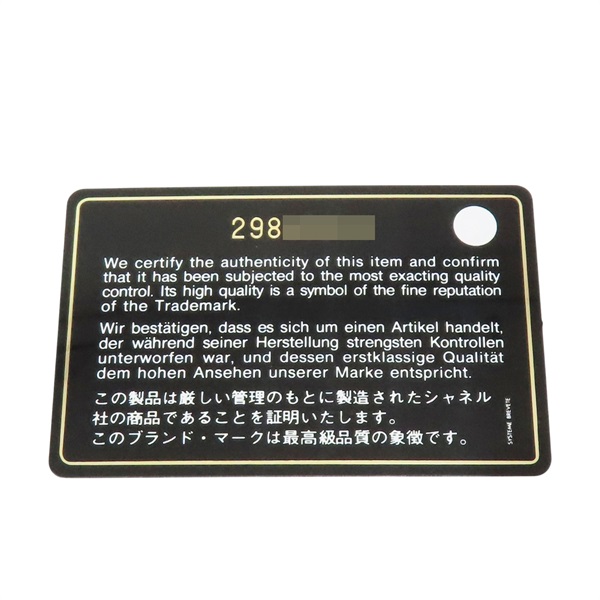 298
We certify the authenticity of this item and confirm
that it has been subjected to the most exacting quality
control. Its high quality is a symbol of the fine reputation
of the Trademark.
Wir bestätigen, dass es sich um einen Artikel handelt,
der während seiner Herstellung strengsten Kontrollen
unterworfen war, und dessen erstklassige Qualität
dem hohen Ansehen unserer Marke entspricht.
この製品は厳しい管理のもとに製造されたシャネル
社の商品であることを証明いたします。
このブランド・マークは最高級品質の象徴です。
SYSTEME BREVETE